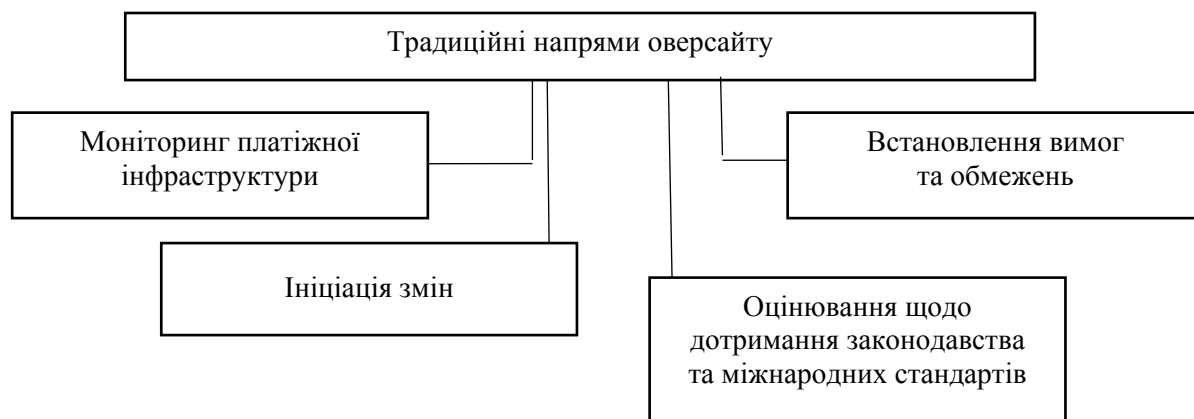 Традиційні напрями оверсайту
Моніторинг платіжної
інфраструктури
Встановлення вимог
та обмежень
Ініціація змін
Оцінювання щодо
дотримання законодавства
та міжнародних стандартів